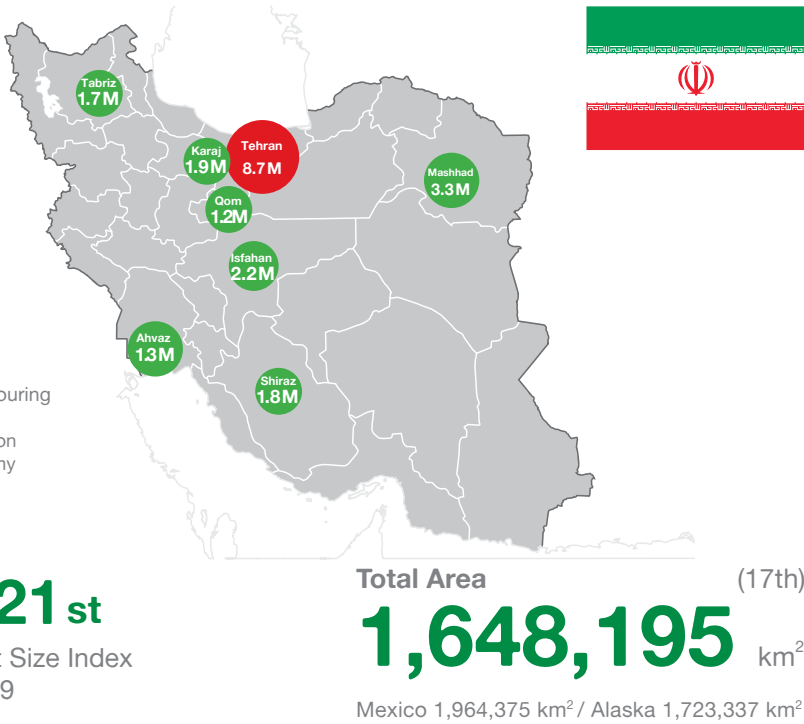 Tabriz
1.7M
Karaj
1.9M
Tehran
8.7M
Mashhad
3.3M
Qom
1.2M
Isfahan
2.2M
Ahvaz
1.3M
Shiraz
1.8M
ouring
on
ny
21 st
t Size Index
9
Total Area (17th)
1,648,195 km²
Mexico 1,964,375 km² / Alaska 1,723,337 km²